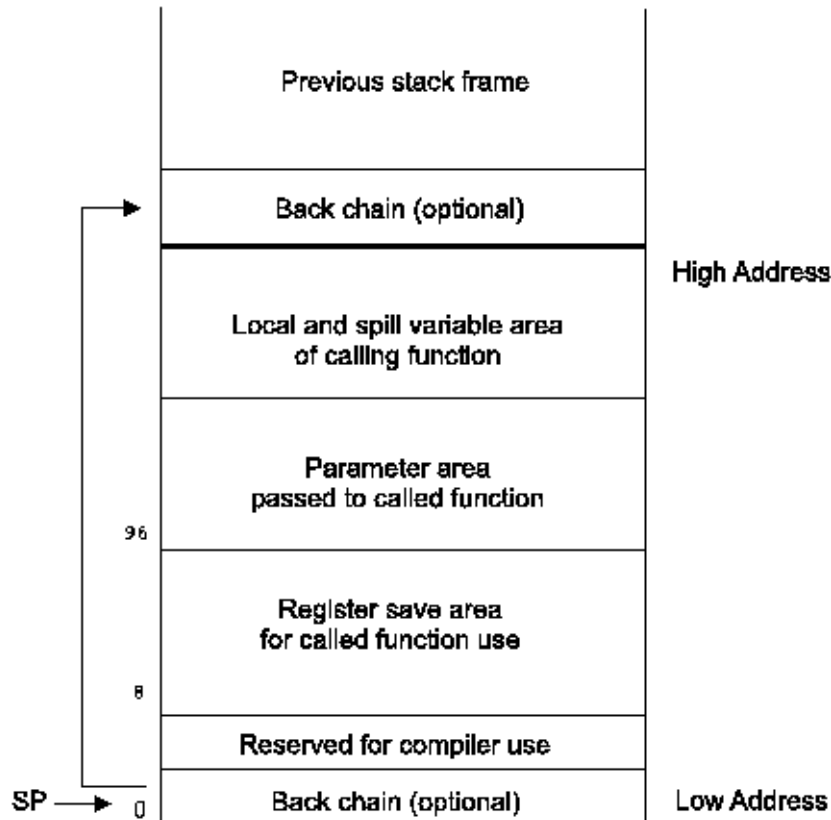 Previous stack frame
Back chain (optional)
High Address
Local and spill variable area
of calling function
Parameter area
passed to called function
96
Register save area
for called function use
8
Reserved for compiler use
SP
0
Back chain (optional)
Low Address